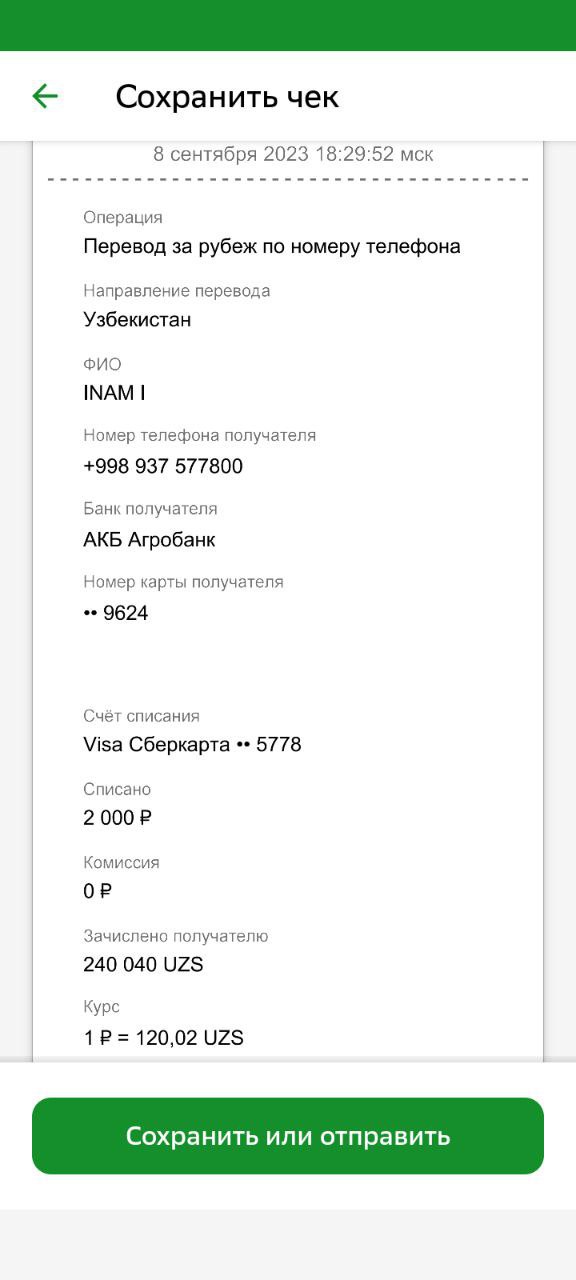 Сохранить чек
8 сентября 2023 18:29:52 мск
Операция
Перевод за рубеж по номеру телефона
Направление перевода
Узбекистан
ФИО
INAM I
Номер телефона получателя
+998 937 577800
Банк получателя
АКБ Агробанк
Номер карты получателя
•• 9624
Счёт списания
Visa Сберкарта •• 5778
Списано
2 000 ₽
Комиссия
0 ₽
Зачислено получателю
240 040 UZS
Курс
1 ₽ = 120,02 UZS
Сохранить или отправить